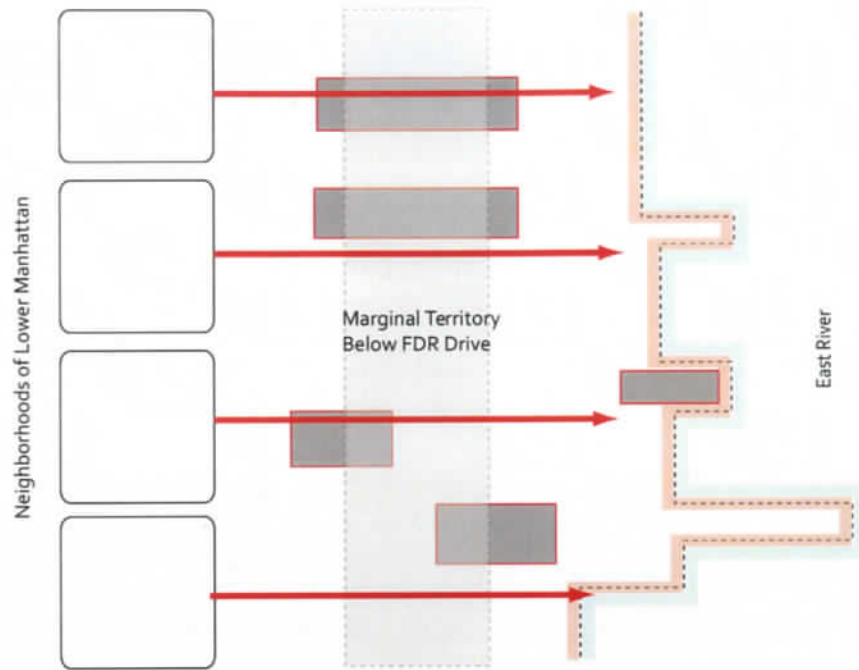 Neighborhoods of Lower Manhattan
Marginal Territory
Below FDR Drive
East River